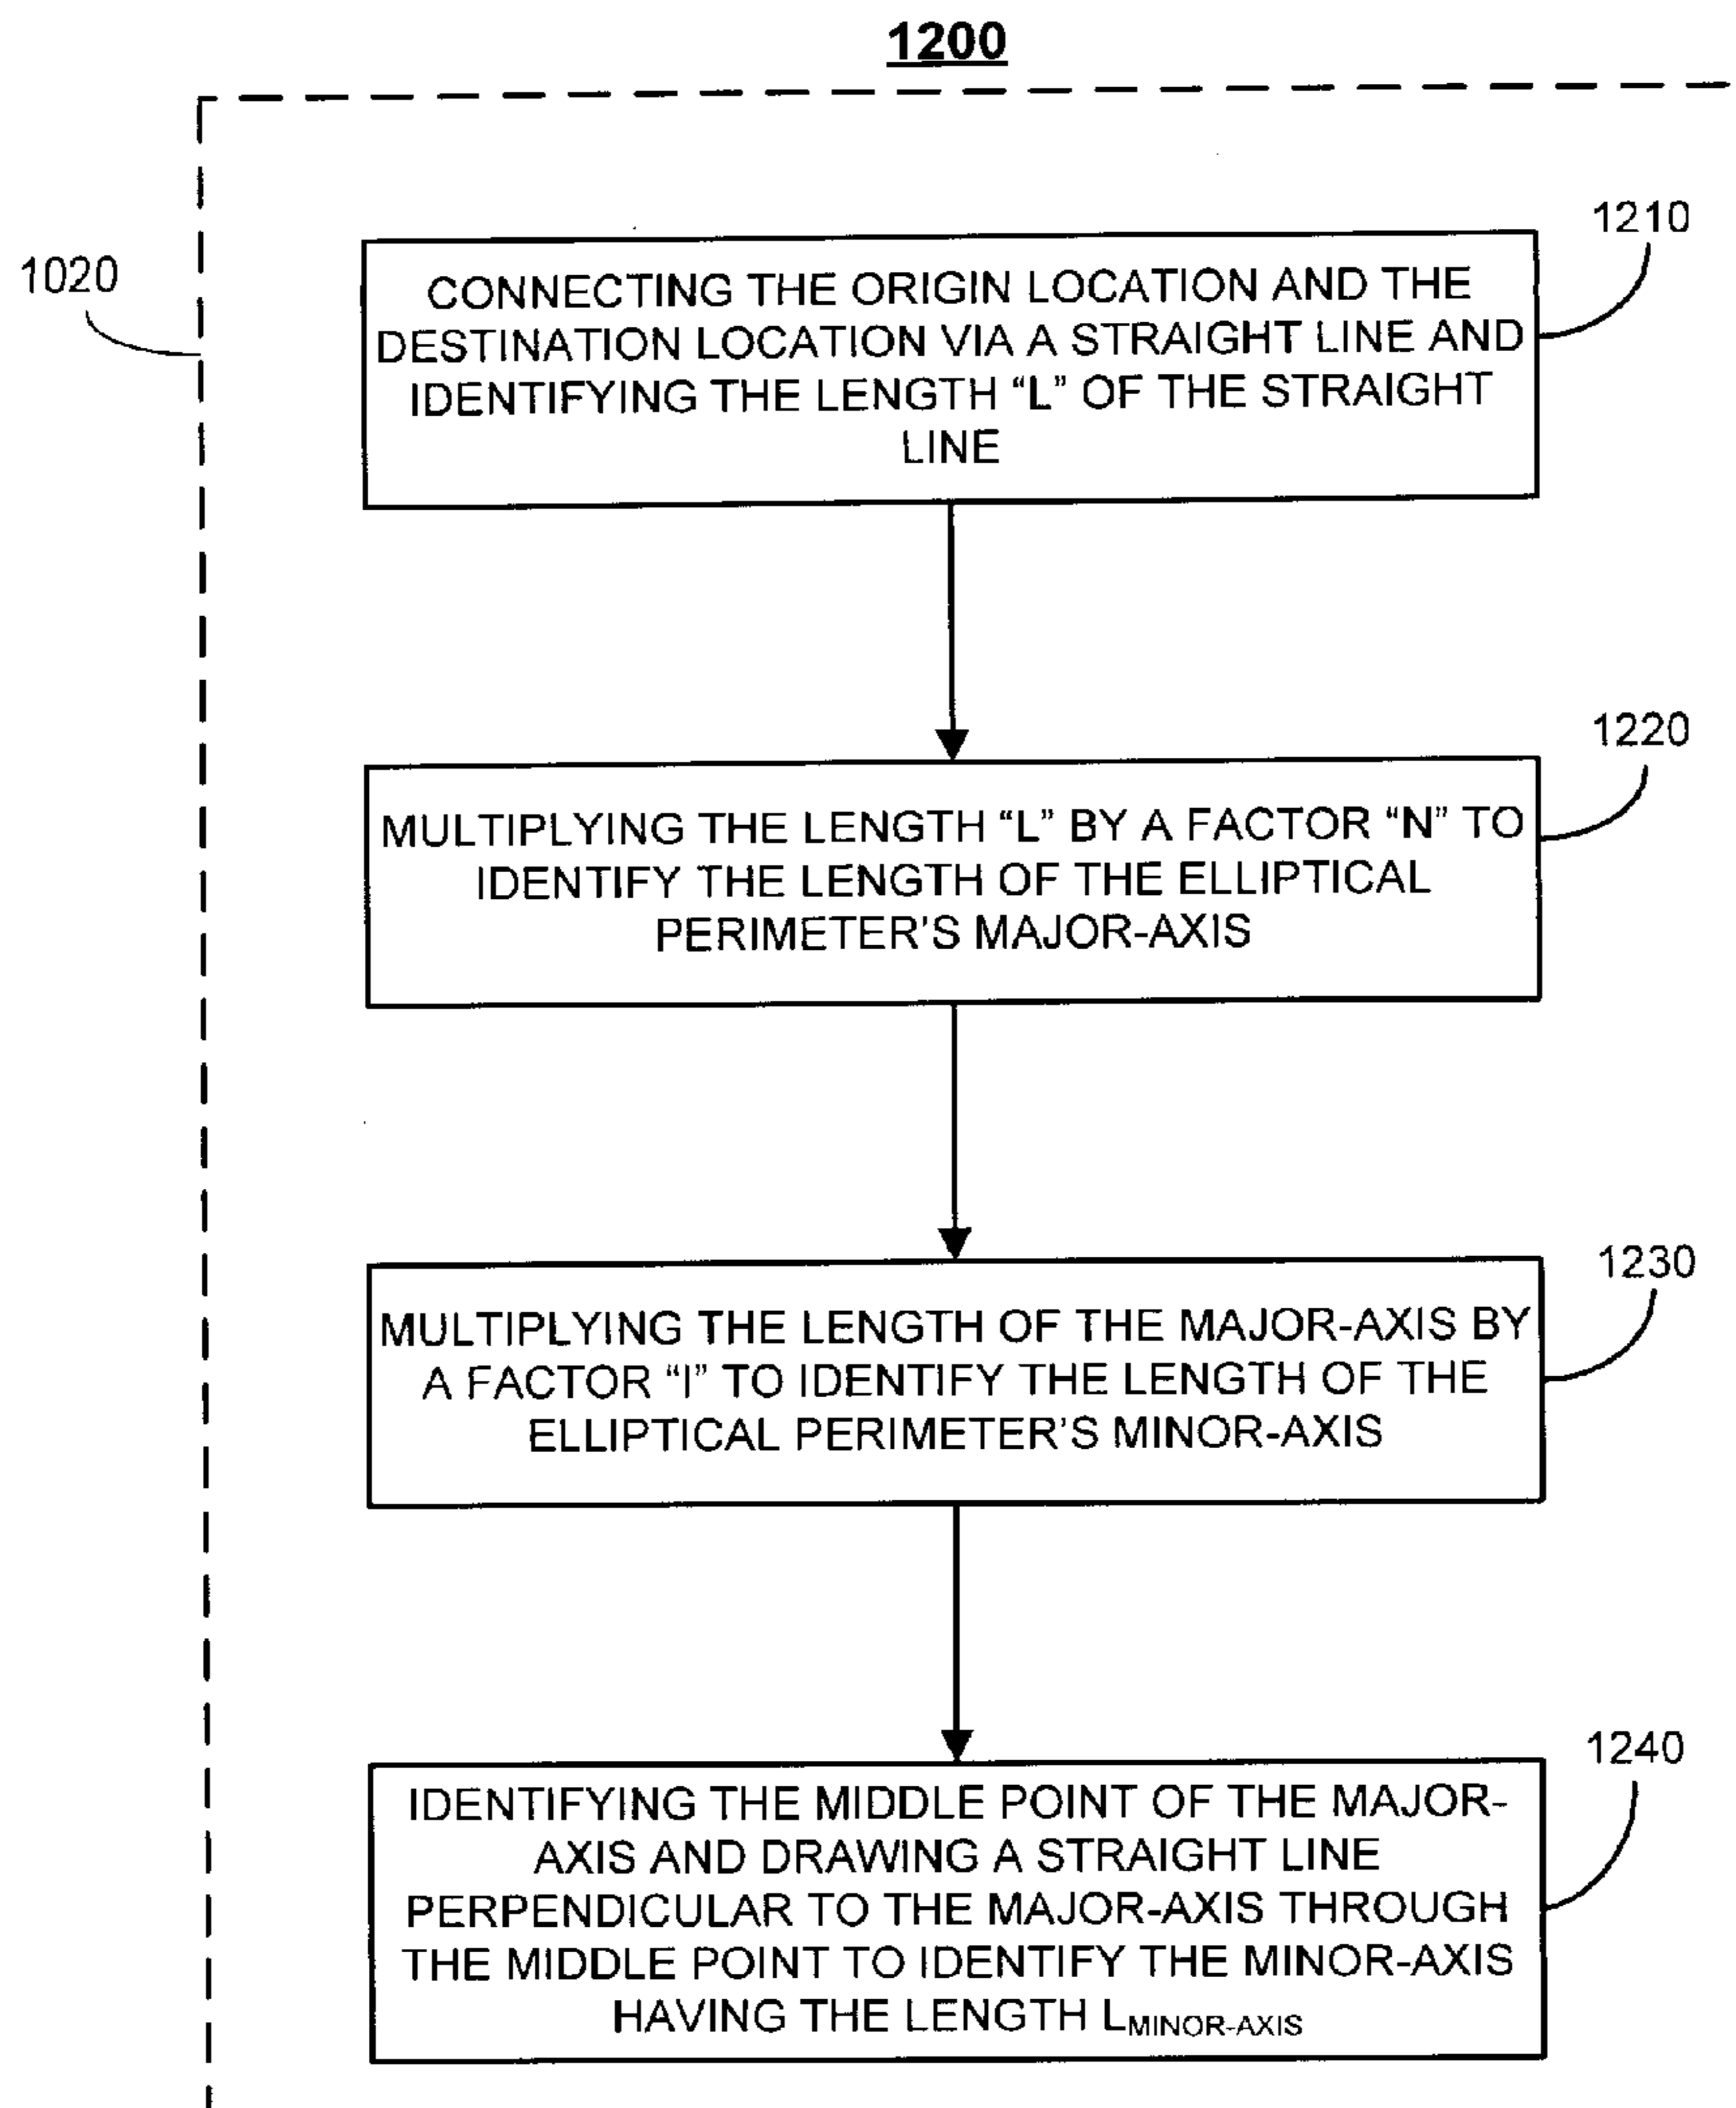 1200
1020
1210
CONNECTING THE ORIGIN LOCATION AND THE
DESTINATION LOCATION VIA A STRAIGHT LINE AND
IDENTIFYING THE LENGTH “L” OF THE STRAIGHT
LINE
1220
MULTIPLYING THE LENGTH “L” BY A FACTOR “N” TO
IDENTIFY THE LENGTH OF THE ELLIPTICAL
PERIMETER’S MAJOR-AXIS
1230
MULTIPLYING THE LENGTH OF THE MAJOR-AXIS BY
A FACTOR “I” TO IDENTIFY THE LENGTH OF THE
ELLIPTICAL PERIMETER’S MINOR-AXIS
1240
IDENTIFYING THE MIDDLE POINT OF THE MAJOR-
AXIS AND DRAWING A STRAIGHT LINE
PERPENDICULAR TO THE MAJOR-AXIS THROUGH
THE MIDDLE POINT TO IDENTIFY THE MINOR-AXIS
HAVING THE LENGTH LMINOR-AXIS